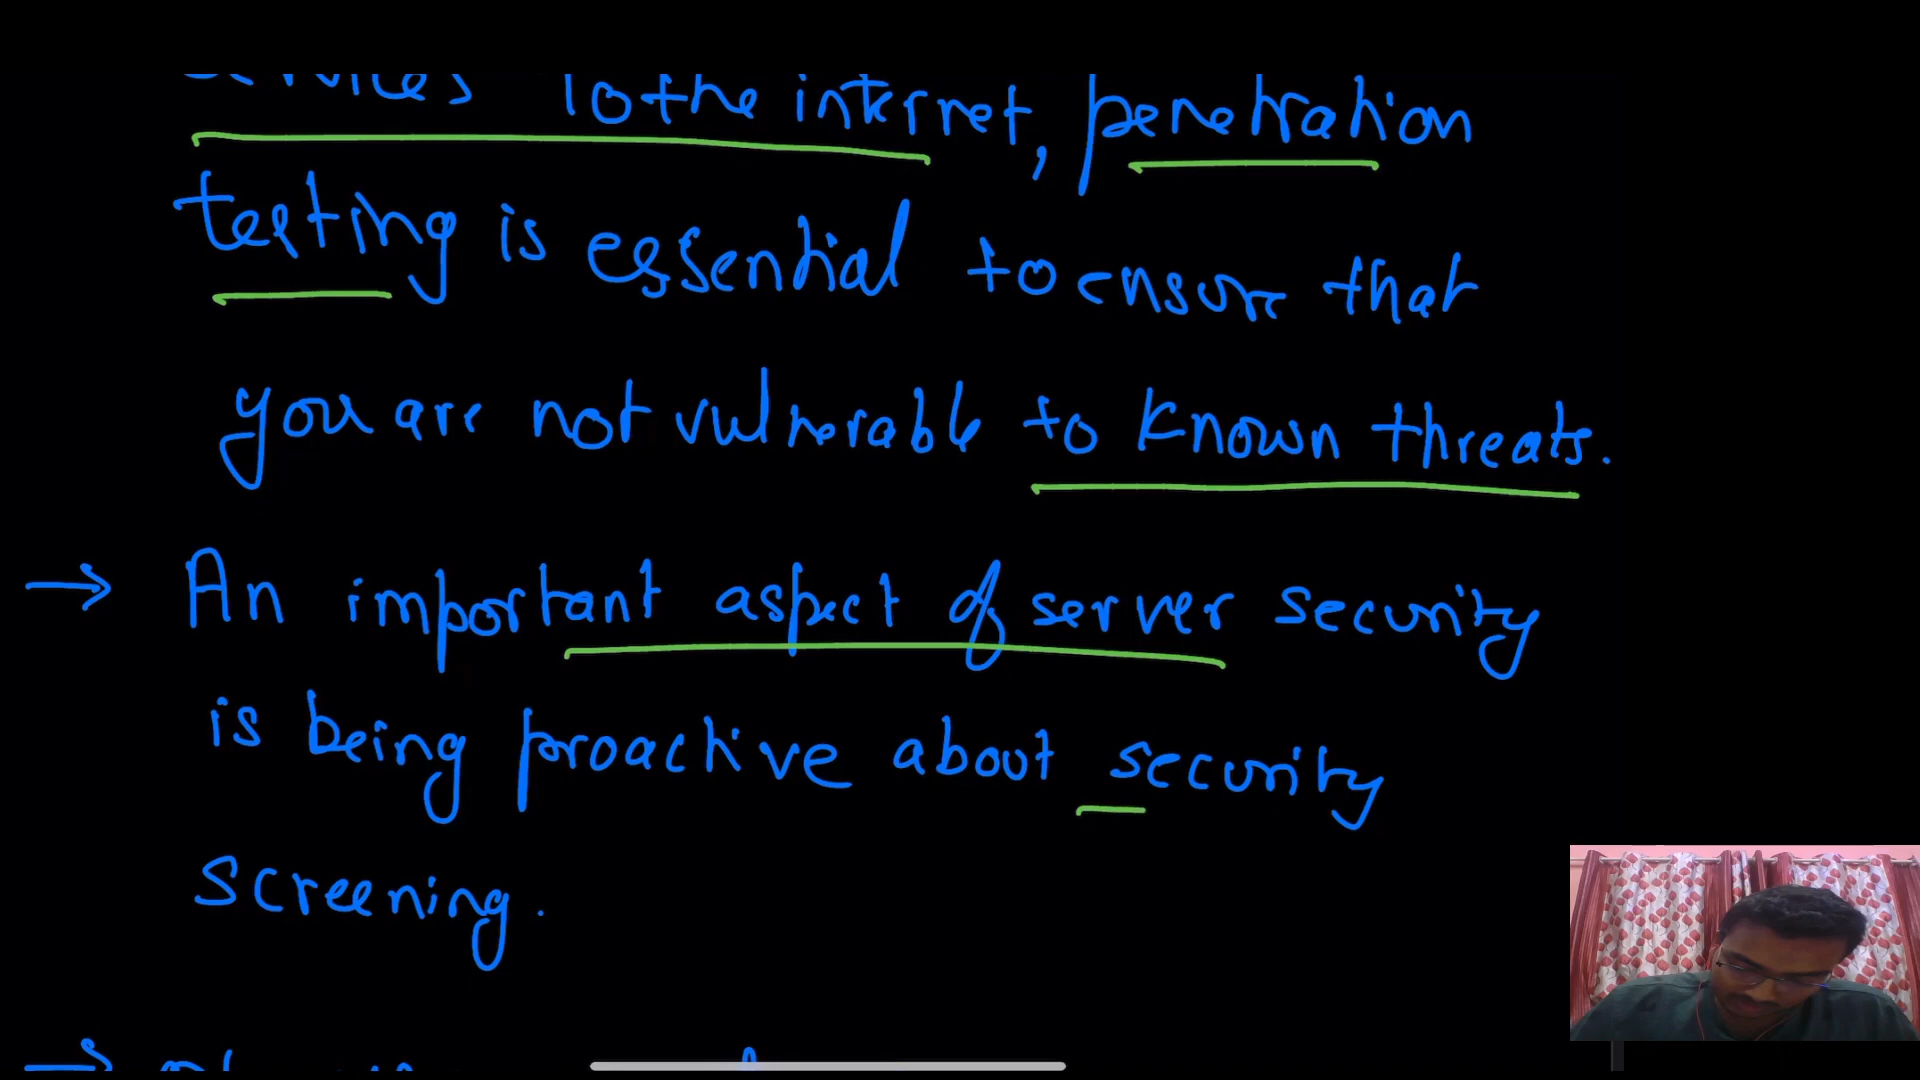 services to the internet, penetration
testing is essential to ensure that
you are not vulnerable to known threats.
→ An important aspect of server security
is being proactive about security
screening.
→